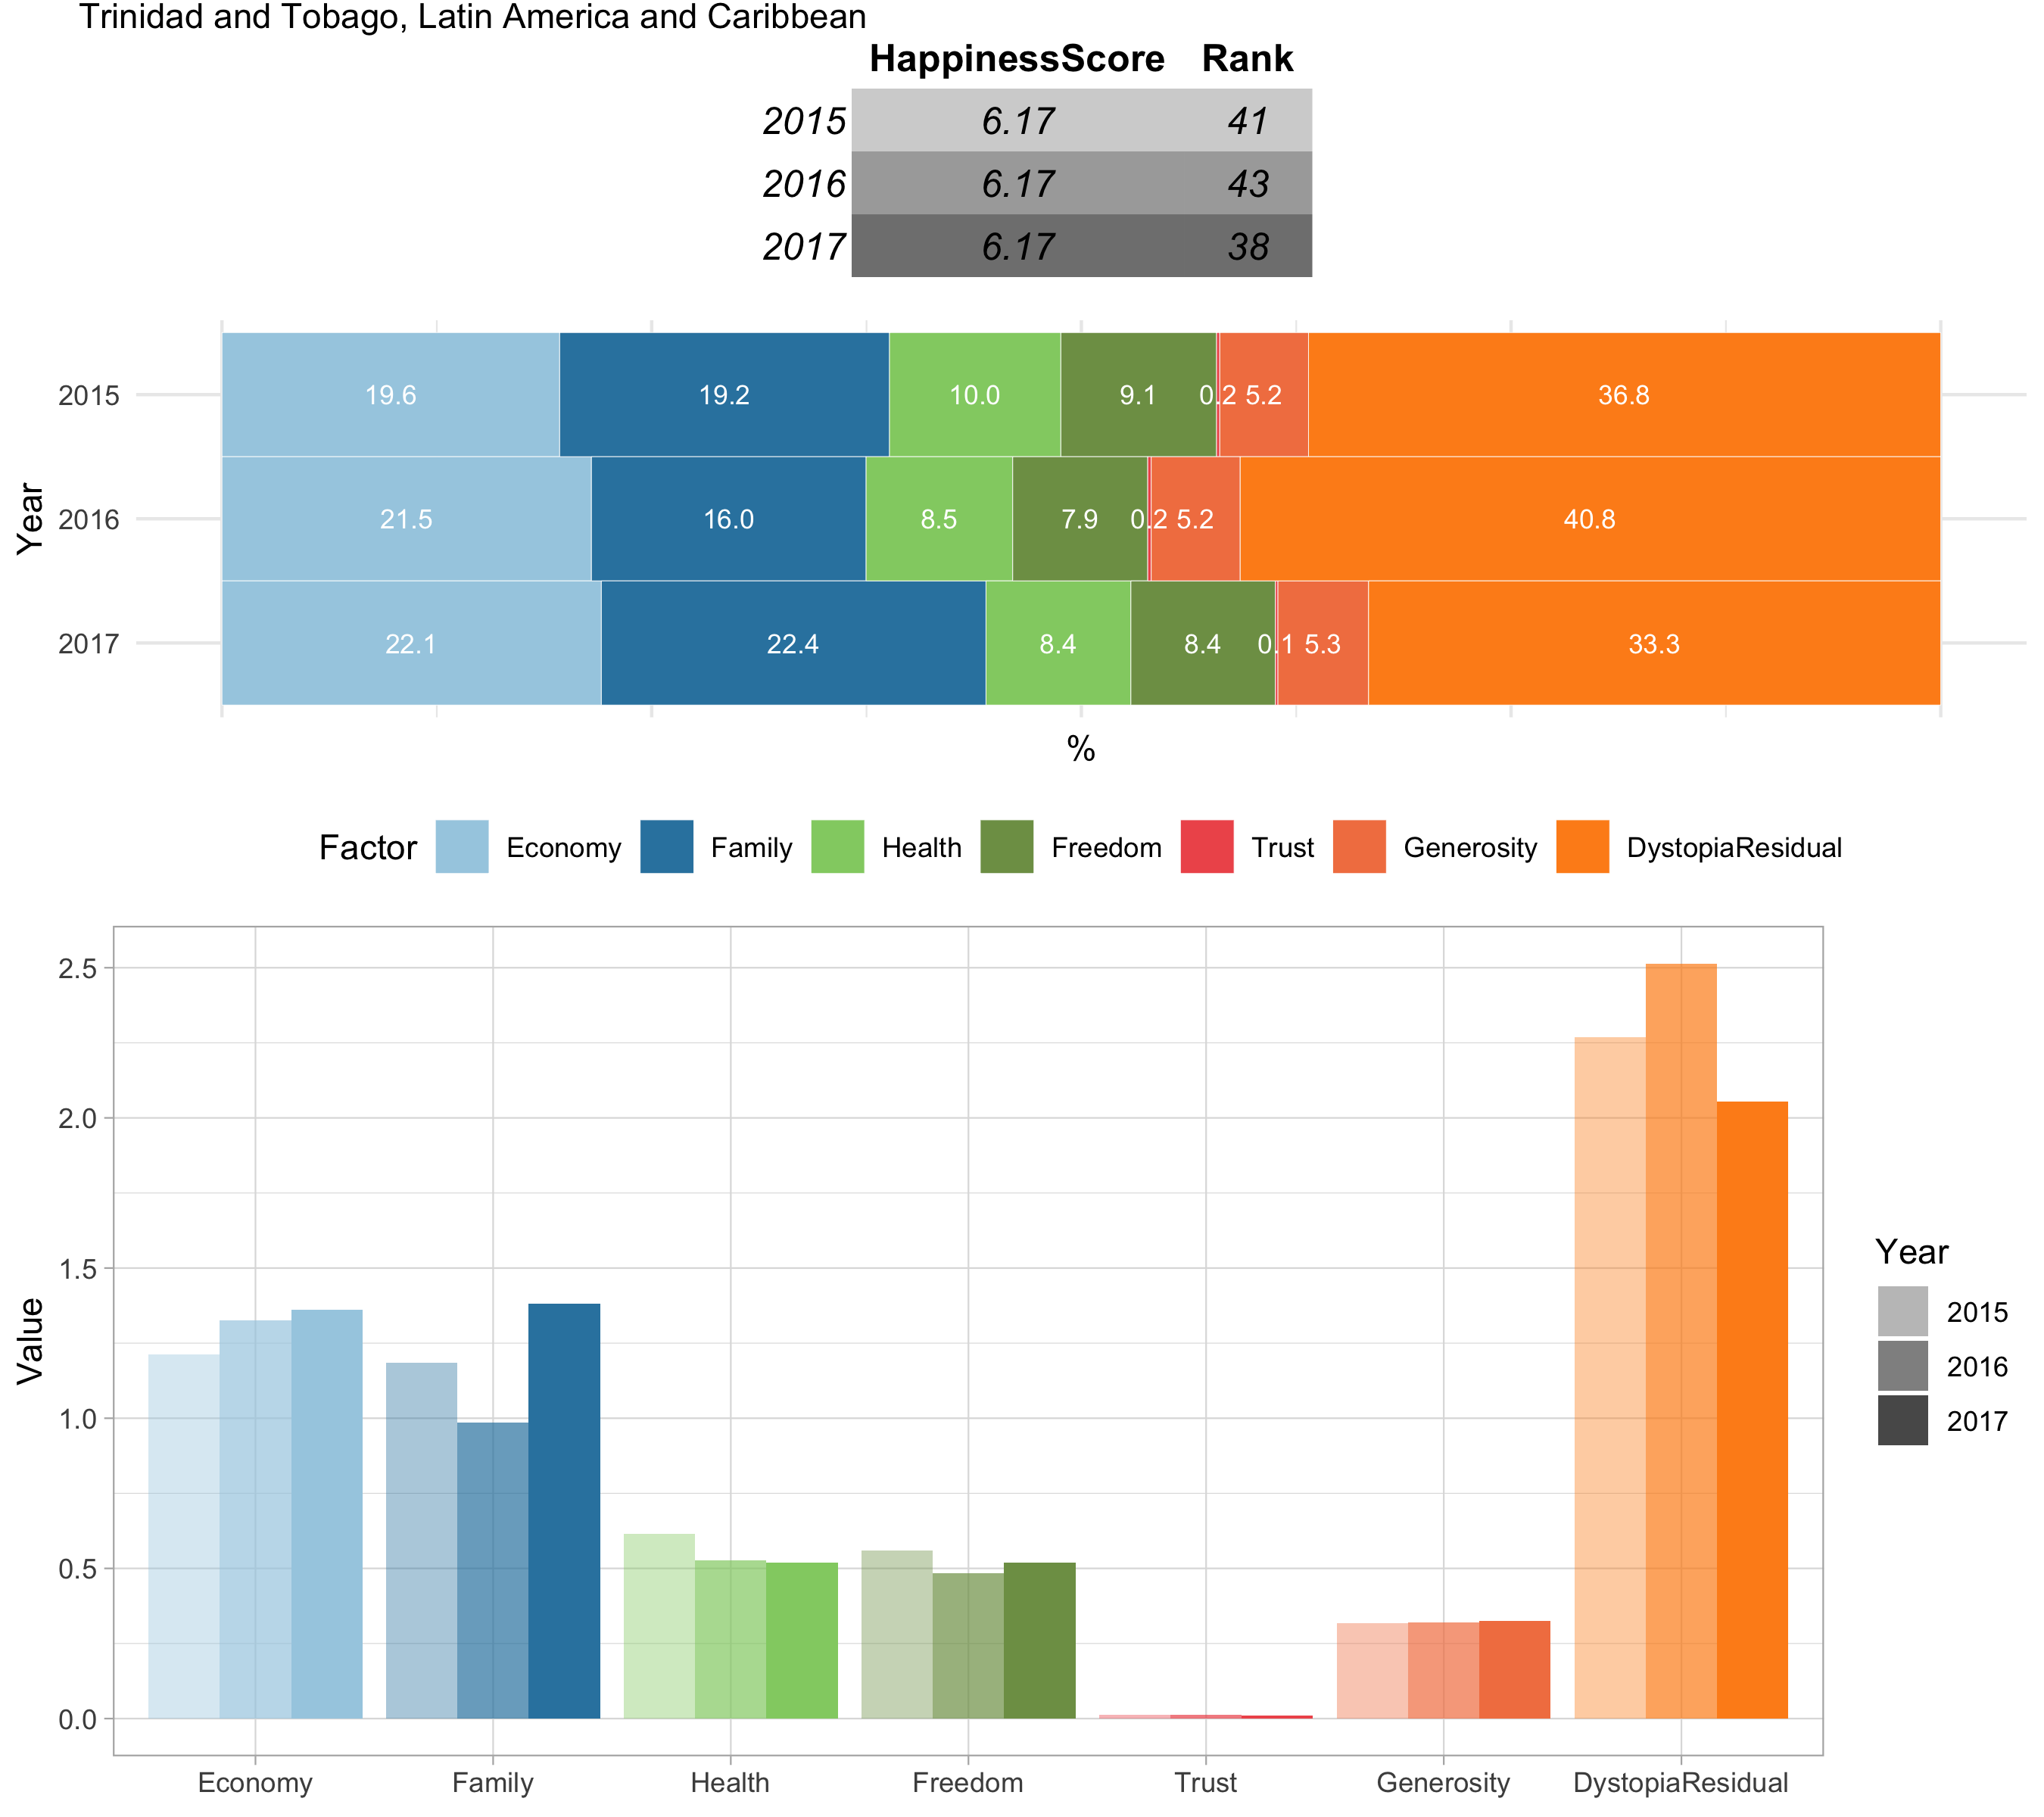 Trinidad and Tobago, Latin America and Caribbean
HappinessScore Rank
2015 6.17 41
2016 6.17 43
2017 6.17 38
Year
2015 19.6 19.2 10.0 9.1 0.2 5.2 36.8
2016 21.5 16.0 8.5 7.9 0.2 5.2 40.8
2017 22.1 22.4 8.4 8.4 0.1 5.3 33.3
%
Factor Economy Family Health Freedom Trust Generosity DystopiaResidual
Value
2.5
2.0
1.5
1.0
0.5
0.0
Economy Family Health Freedom Trust Generosity DystopiaResidual
Year
2015
2016
2017